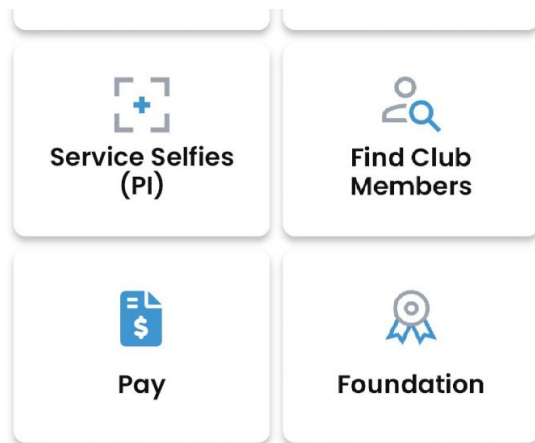 Service Selfies
(PI)
Find Club
Members
$
Pay
Foundation